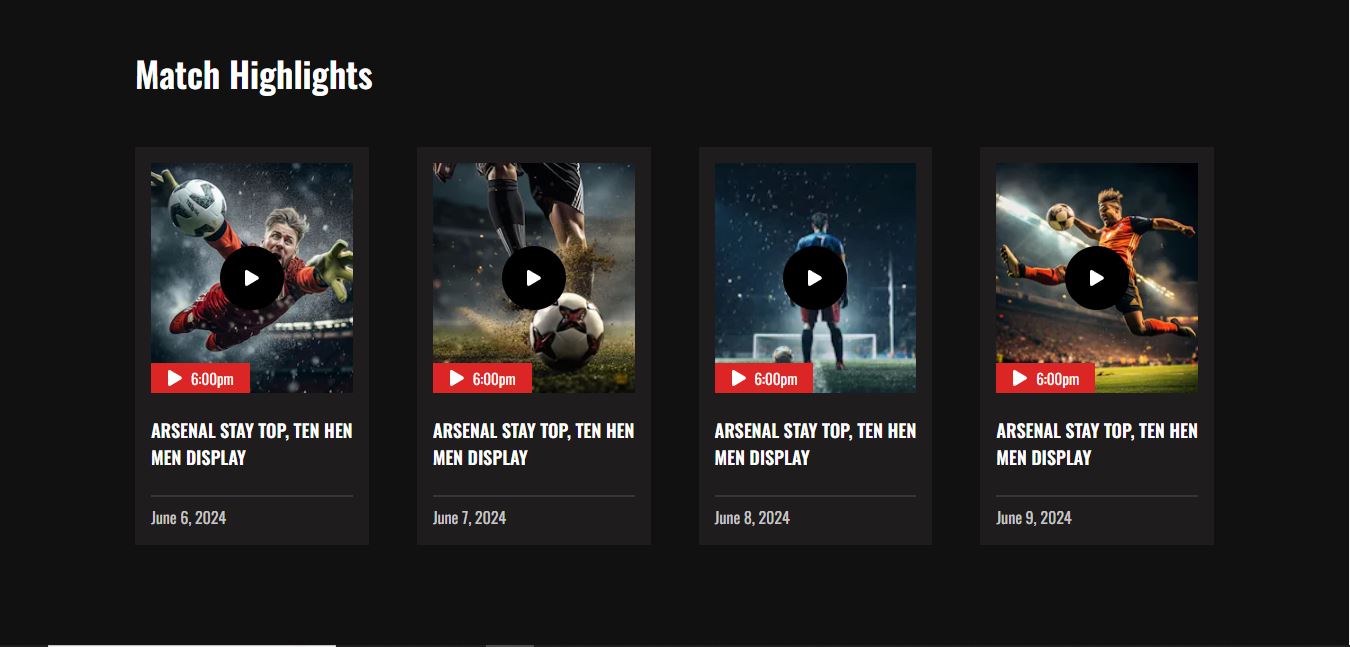 Match Highlights
6:00pm
6:00pm
6:00pm
6:00pm
ARSENAL STAY TOP, TEN HEN
MEN DISPLAY
ARSENAL STAY TOP, TEN HEN
MEN DISPLAY
ARSENAL STAY TOP, TEN HEN
MEN DISPLAY
ARSENAL STAY TOP, TEN HEN
MEN DISPLAY
June 6, 2024
June 7, 2024
June 8, 2024
June 9, 2024